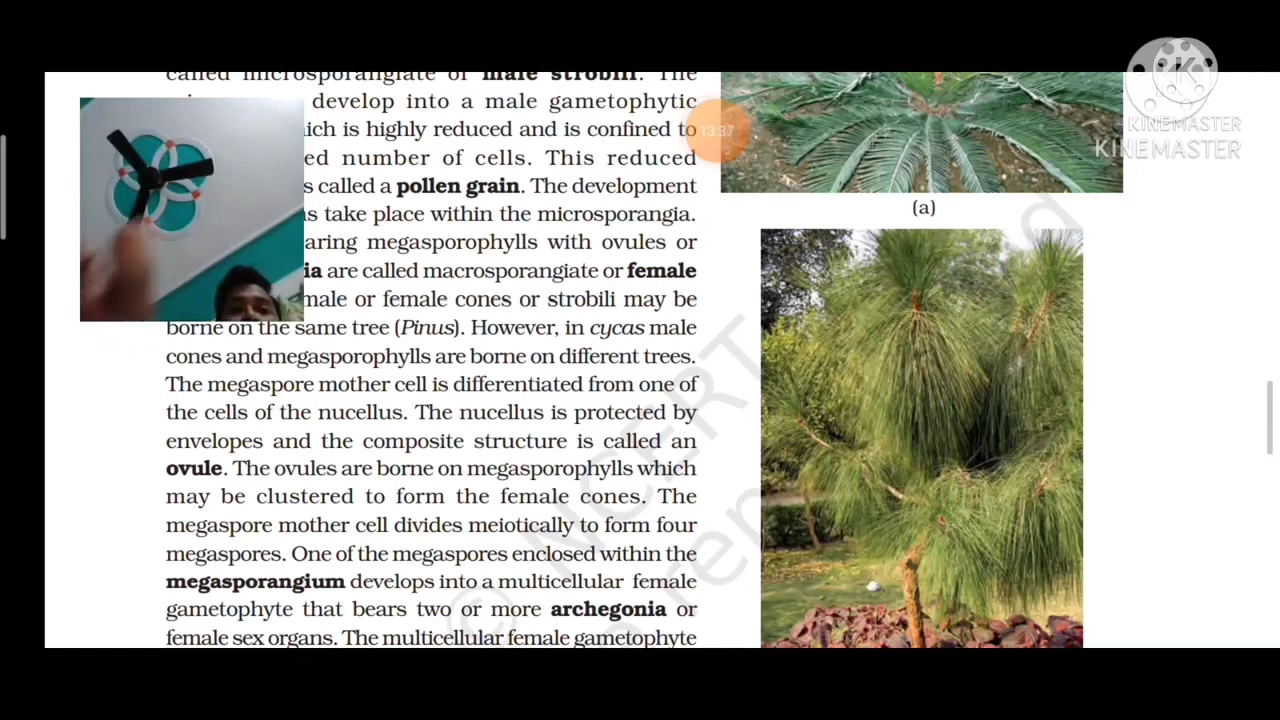 called microsporangiate or male strobili. The
develop into a male gametophytic
which is highly reduced and is confined to
number of cells. This reduced
is called a pollen grain. The development
take place within the microsporangia.
megasporophylls with ovules or
are called macrosporangiate or female
male or female cones or strobili may be
borne on the same tree (Pinus). However, in cycas male
cones and megasporophylls are borne on different trees.
The megaspore mother cell is differentiated from one of
the cells of the nucellus. The nucellus is protected by
envelopes and the composite structure is called an
ovule. The ovules are borne on megasporophylls which
may be clustered to form the female cones. The
megaspore mother cell divides meiotically to form four
megaspores. One of the megaspores enclosed within the
megasporangium develops into a multicellular female
gametophyte that bears two or more archegonia or
female sex organs. The multicellular female gametophyte
13:37
(a)
© NCERT
KINEMASTER
KINEMASTER